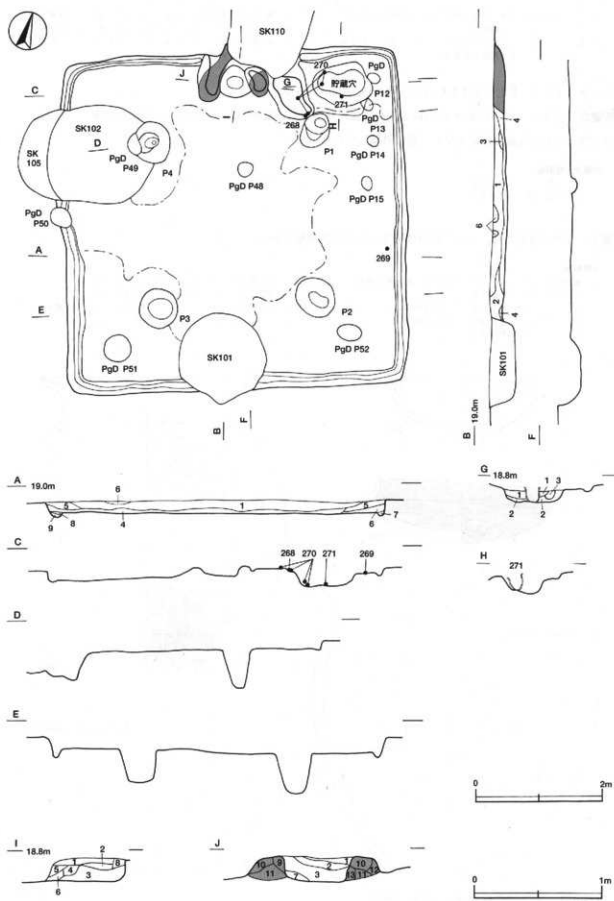 SK110
J
270
PgD
C
G
貯蔵穴
P12
271
PgD
P13
SK102
268
H
D
I
SK
105
PgD
P49
P4
P1
PgD P14
PgD P48
PgD P15
PgD
P50
A
269
E
P3
P2
SK101
PgD P52
PgD P51
B
F
4
3
1
6
2
4
SK101
B
19.0m
F
A
19.0m
6
5
1
5
9
8
4
6
7
G
18.8m
1
3
1
2
2
C
268
270
271
269
H
271
D
E
0
2m
I
18.8m
2
1
8
5
4
3
6
J
10
9
1
10
2
11
7
3
13
11
12
0
1m